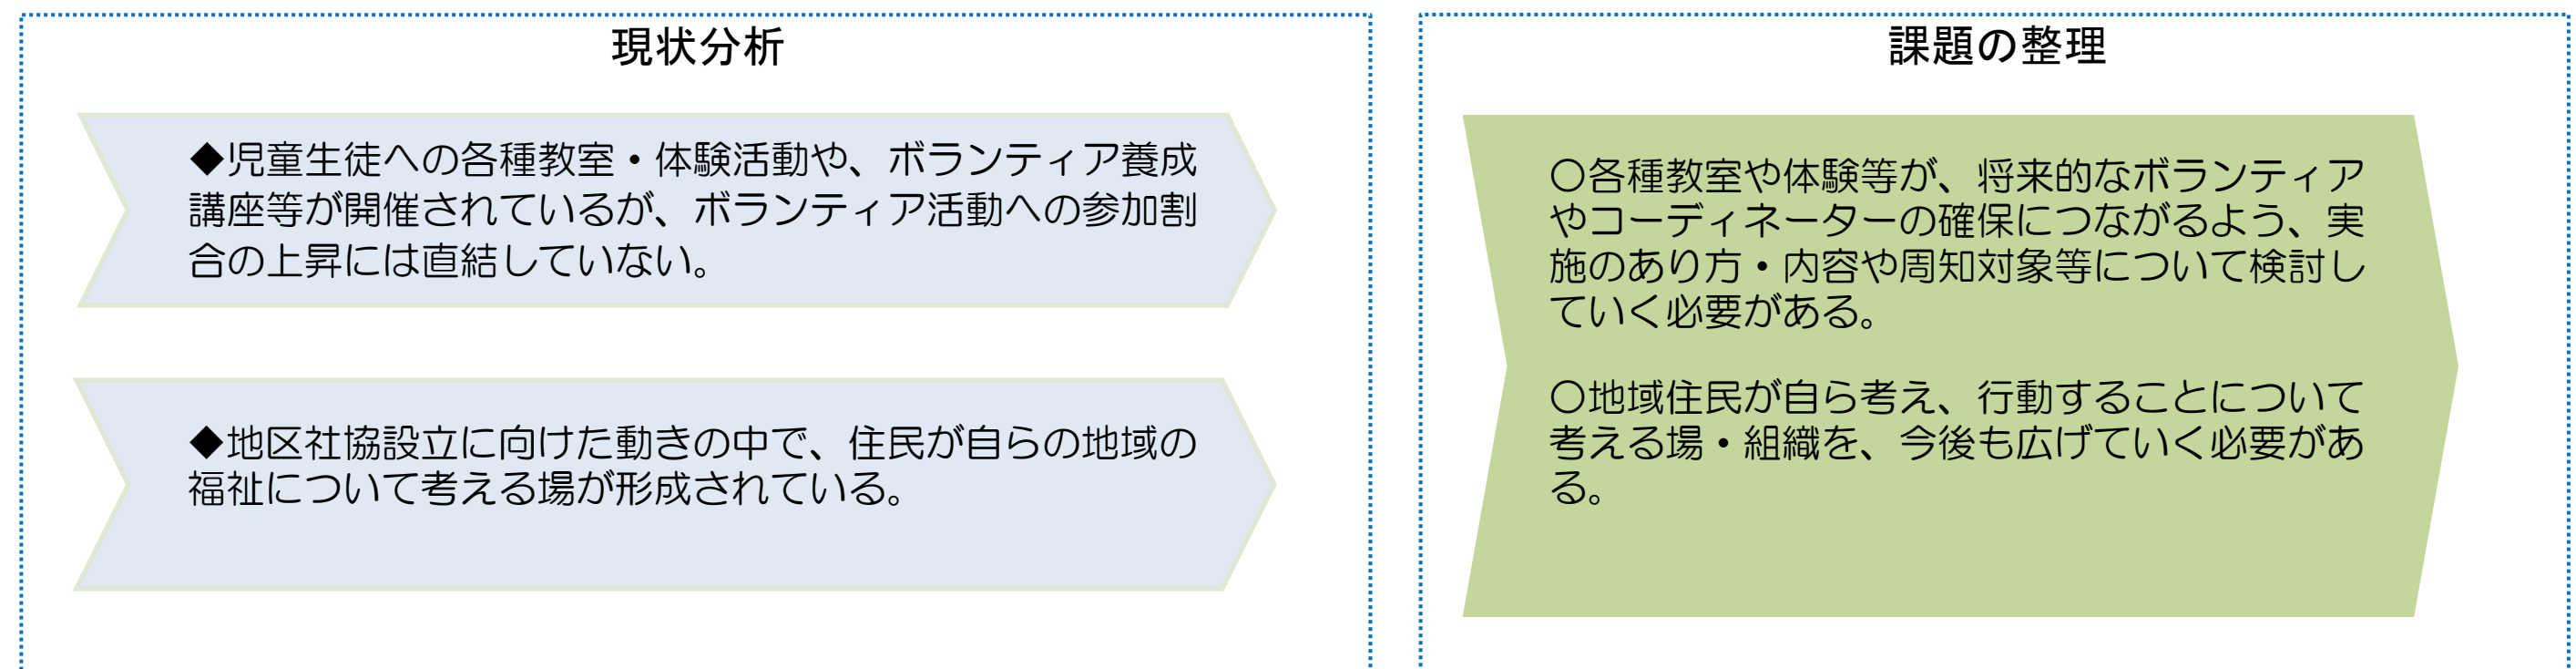 現状分析
◆児童生徒への各種教室・体験活動や、ボランティア養成
講座等が開催されているが、ボランティア活動への参加割
合の上昇には直結していない。
◆地区社協設立に向けた動きの中で、住民が自らの地域の
福祉について考える場が形成されている。
課題の整理
〇各種教室や体験等が、将来的なボランティア
やコーディネーターの確保につながるよう、実
施のあり方・内容や周知対象等について検討し
ていく必要がある。
〇地域住民が自ら考え、行動することについて
考える場・組織を、今後も広げていく必要があ
る。